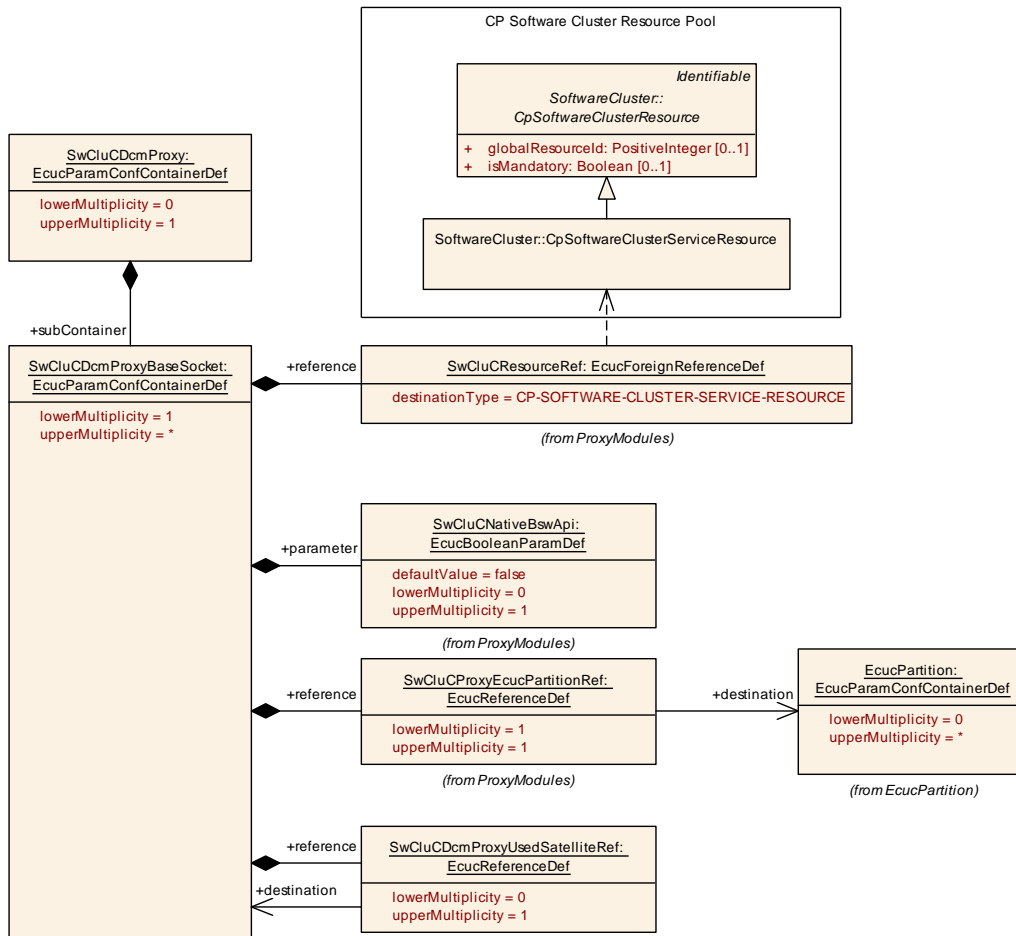 CP Software Cluster Resource Pool
Identifiable
SoftwareCluster::
CpSoftwareClusterResource
+ globalResourceId: PositiveInteger [0..1]
+ isMandatory: Boolean [0..1]
SwCluCDcmProxy:
EcucParamConfContainerDef
lowerMultiplicity = 0
upperMultiplicity = 1
SoftwareCluster::CpSoftwareClusterServiceResource
+subContainer
SwCluCDcmProxyBaseSocket:
EcucParamConfContainerDef
lowerMultiplicity = 1
upperMultiplicity = *
+reference
SwCluCResourceRef: EcucForeignReferenceDef
destinationType = CP-SOFTWARE-CLUSTER-SERVICE-RESOURCE
(from ProxyModules)
+parameter
SwCluCNativeBswApi:
EcucBooleanParamDef
defaultValue = false
lowerMultiplicity = 0
upperMultiplicity = 1
(from ProxyModules)
+reference
SwCluCProxyEcucPartitionRef:
EcucReferenceDef
lowerMultiplicity = 1
upperMultiplicity = 1
(from ProxyModules)
+destination
EcucPartition:
EcucParamConfContainerDef
lowerMultiplicity = 0
upperMultiplicity = *
(from EcucPartition)
+reference
SwCluCDcmProxyUsedSatelliteRef:
EcucReferenceDef
+destination
lowerMultiplicity = 0
upperMultiplicity = 1